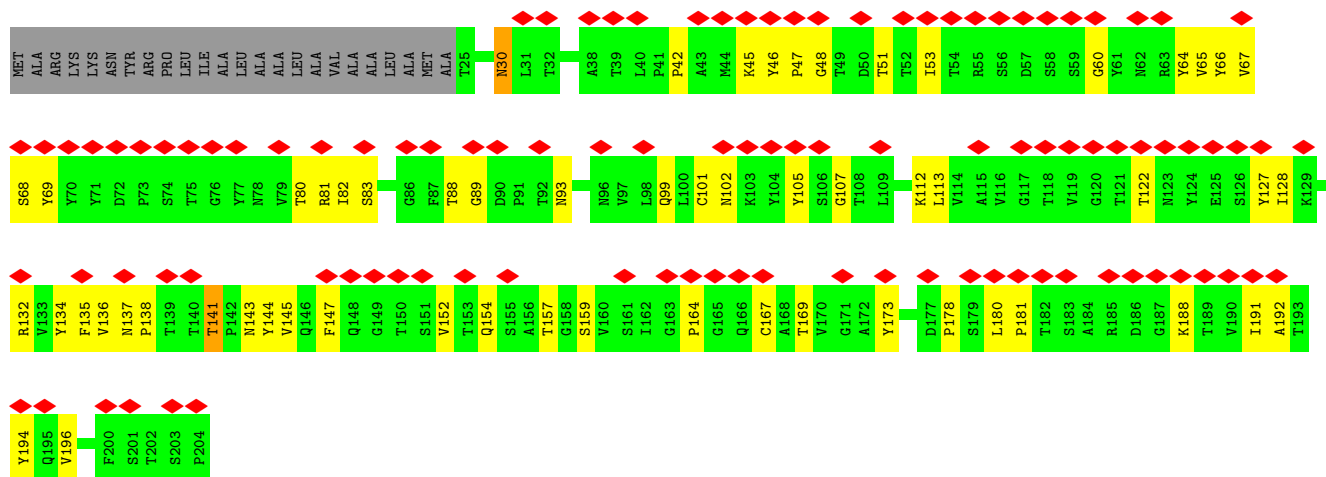 MET ALA ARG LYS LYS ASN TYR ARG PRO LEU ILE ALA LEU ALA ALA LEU ALA VAL ALA ALA LEU ALA MET ALA T25 N30 L31 T32 A38 T39 L40 P41 P42 A43 M44 K45 Y46 P47 G48 T49 D50 T51 T52 I53 T54 R55 S56 D57 S58 S59 G60 Y61 N62 R63 Y64 V65 Y66 V67
S68 Y69 Y70 Y71 D72 P73 S74 T75 G76 Y77 N78 V79 T80 R81 I82 S83 G86 F87 T88 G89 D90 P91 T92 N93 N96 V97 L98 Q99 L100 C101 N102 K103 Y104 Y105 S106 G107 T108 L109 K112 L113 V114 A115 V116 G117 T118 V119 G120 T121 T122 N123 Y124 E125 S126 Y127 I128 K129
R132 V133 Y134 F135 V136 N137 P138 T139 T140 T141 P142 N143 Y144 V145 Q146 F147 Q148 G149 T150 S151 V152 T153 Q154 S155 A156 T157 G158 S159 V160 S161 I162 G163 P164 G165 Q166 C167 A168 T169 V170 G171 A172 Y173 D177 P178 S179 L180 P181 T182 S183 A184 R185 D186 G187 K188 T189 V190 I191 A192 T193
Y194 Q195 V196 F200 S201 T202 S203 P204